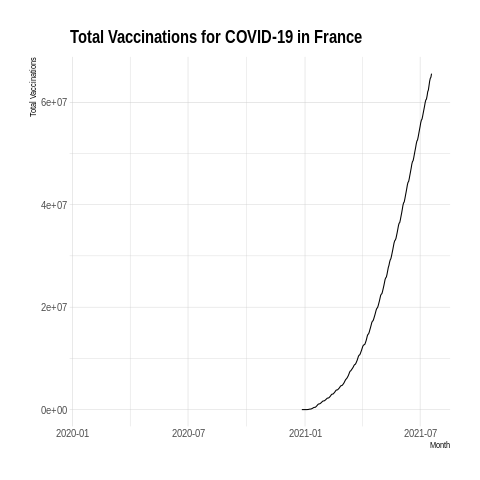 Total Vaccinations for COVID-19 in France
Total Vaccinations
6e+07
4e+07
2e+07
0e+00
2020-01
2020-07
2021-01
2021-07
Month